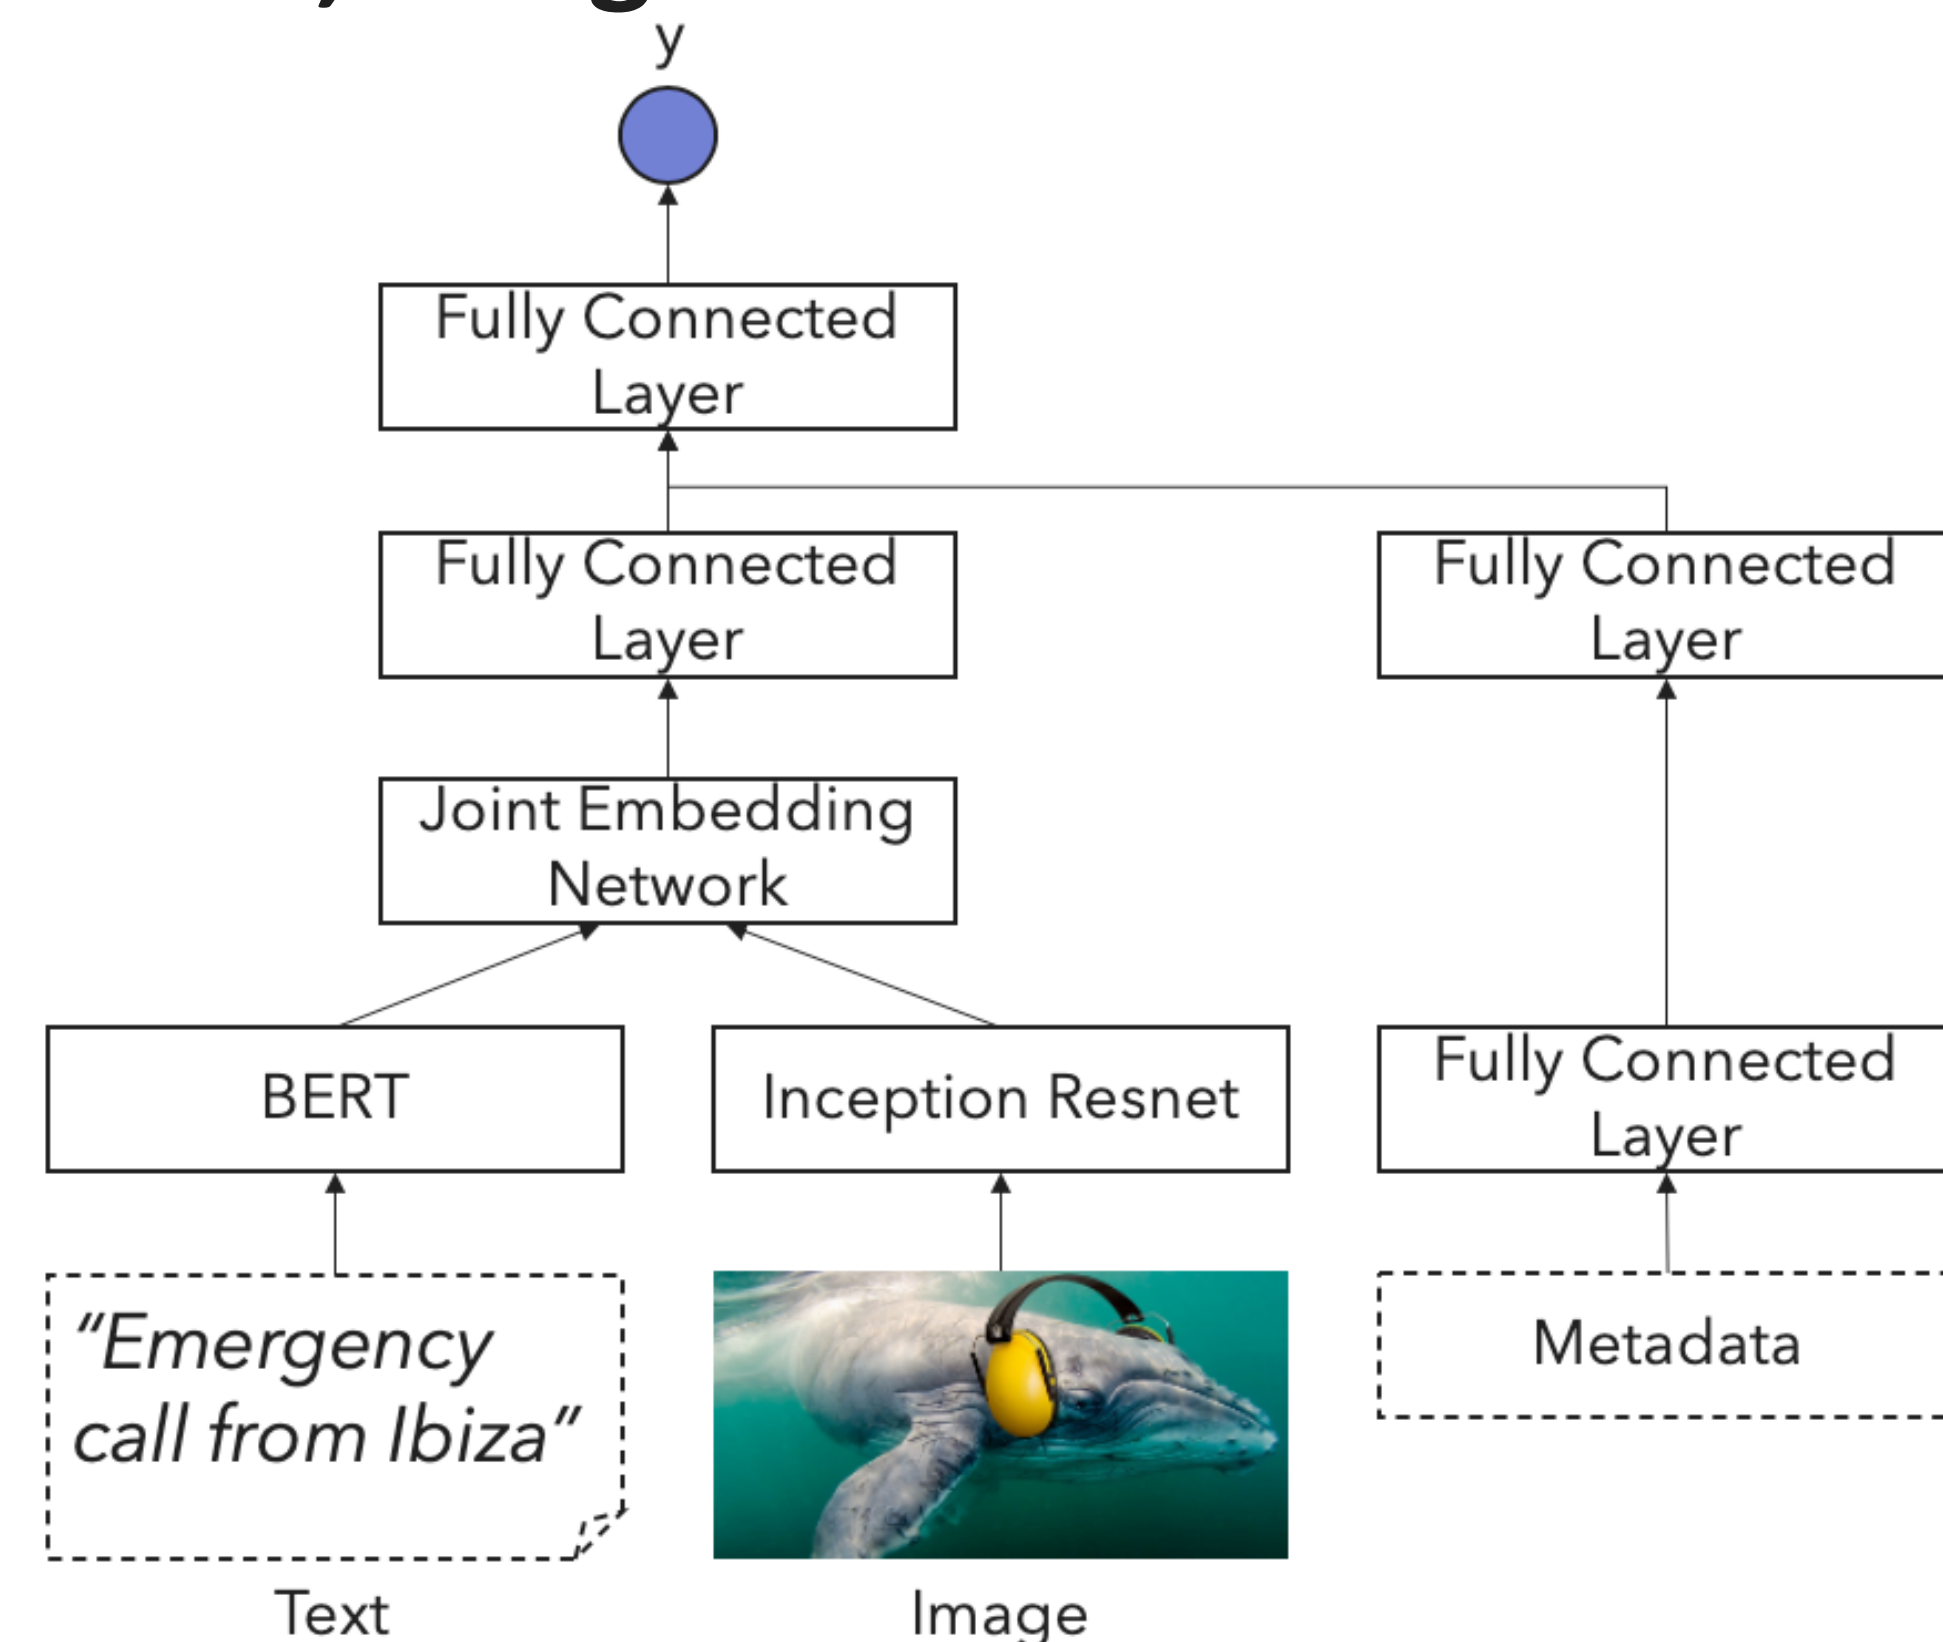 y
Fully Connected
Layer
Fully Connected
Layer
Fully Connected
Layer
Joint Embedding
Network
BERT
Inception Resnet
Fully Connected
Layer
“Emergency
call from Ibiza”
Metadata
Text
Image